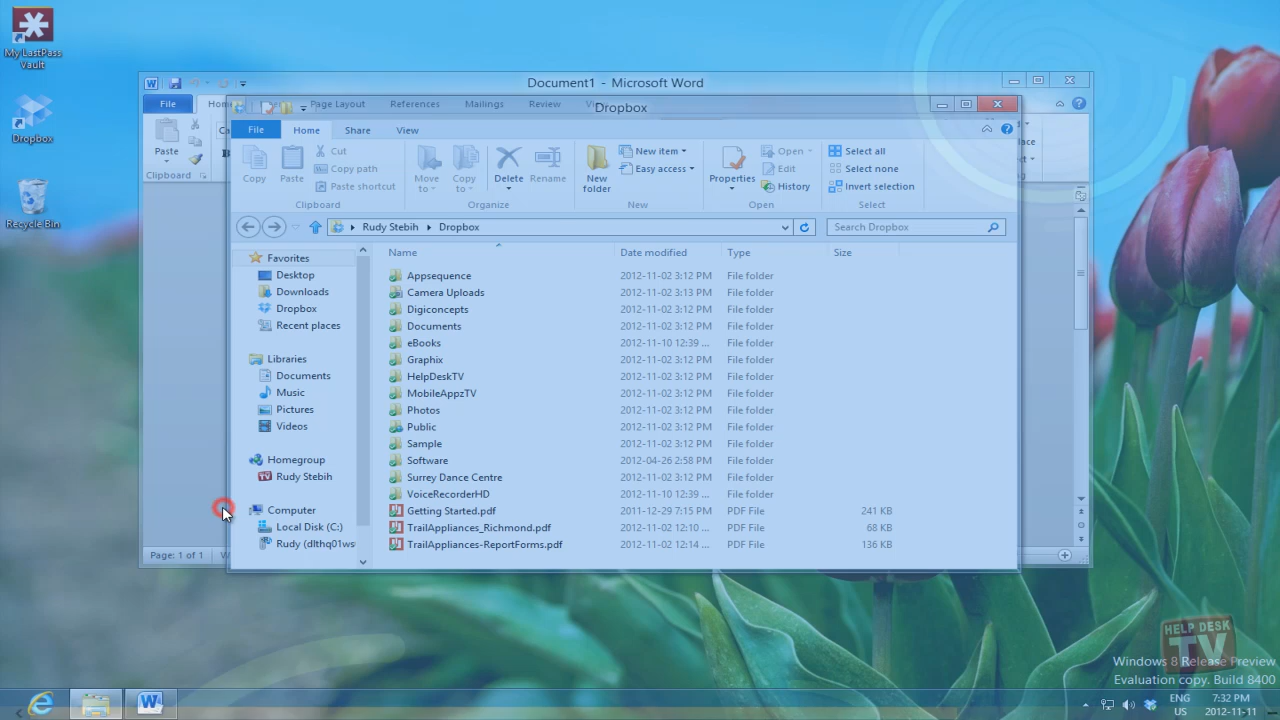 My LastPass
Vault
Dropbox
Recycle Bin
Document1 - Microsoft Word
File
Page Layout References Mailings Review
Paste
Clipboard
Page: 1 of 1
Dropbox
File Home Share View
Copy Paste Cut
Copy path
Paste shortcut
Clipboard
Move to Copy to Delete Rename
Organize
New folder New item
Easy access
New
Properties Open
Edit
History
Open
Select all
Select none
Invert selection
Select
Rudy Stebih Dropbox
Search Dropbox
Name Date modified Type Size
Favorites
Desktop
Downloads
Dropbox
Recent places
Libraries
Documents
Music
Pictures
Videos
Homegroup
Rudy Stebih
Computer
Local Disk (C:)
Rudy (dlthq01ws
Appsequence 2012-11-02 3:12 PM File folder
Camera Uploads 2012-11-02 3:13 PM File folder
Digiconcepts 2012-11-02 3:12 PM File folder
Documents 2012-11-02 3:12 PM File folder
eBooks 2012-11-10 12:39 ... File folder
Graphix 2012-11-02 3:12 PM File folder
HelpDeskTV 2012-11-02 3:12 PM File folder
MobileAppzTV 2012-11-02 3:12 PM File folder
Photos 2012-11-02 3:12 PM File folder
Public 2012-11-02 3:12 PM File folder
Sample 2012-11-02 3:12 PM File folder
Software 2012-04-26 2:58 PM File folder
Surrey Dance Centre 2012-11-02 3:12 PM File folder
VoiceRecorderHD 2012-11-10 12:39 ... File folder
Getting Started.pdf 2011-12-29 7:15 PM PDF File 241 KB
TrailAppliances_Richmond.pdf 2012-11-02 12:10 ... PDF File 68 KB
TrailAppliances-ReportForms.pdf 2012-11-02 12:14 ... PDF File 136 KB
HELP DESK
TV
Windows 8 Release Preview
Evaluation copy. Build 8400
ENG
US
7:32 PM
2012-11-11